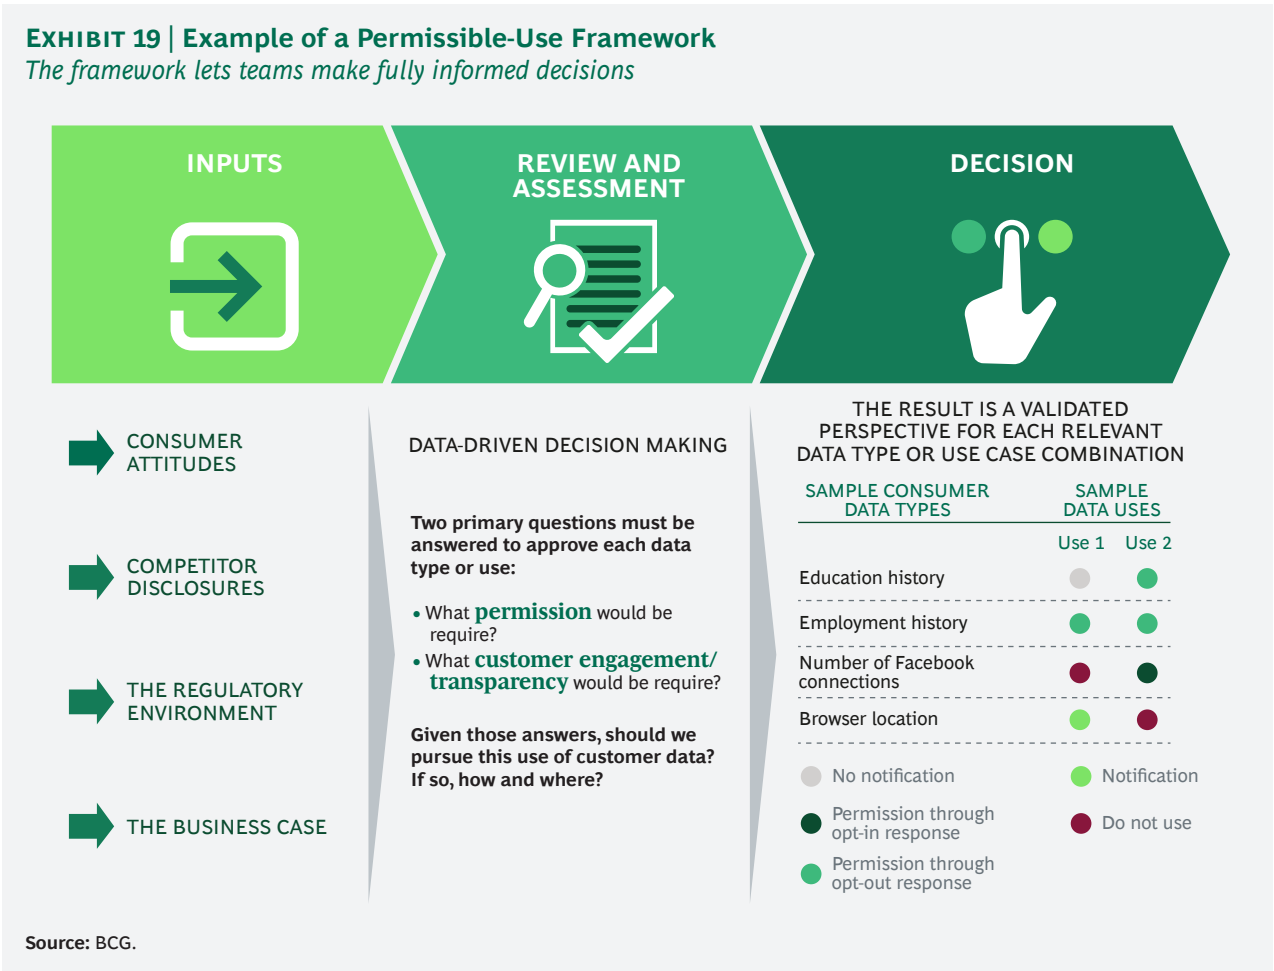 EXHIBIT 19 | Example of a Permissible-Use Framework
The framework lets teams make fully informed decisions
INPUTS
REVIEW AND
ASSESSMENT
DECISION
CONSUMER
ATTITUDES
COMPETITOR
DISCLOSURES
THE REGULATORY
ENVIRONMENT
THE BUSINESS CASE
DATA-DRIVEN DECISION MAKING
Two primary questions must be
answered to approve each data
type or use:
• What permission would be
require?
• What customer engagement/
transparency would be require?
Given those answers, should we
pursue this use of customer data?
If so, how and where?
THE RESULT IS A VALIDATED
PERSPECTIVE FOR EACH RELEVANT
DATA TYPE OR USE CASE COMBINATION
SAMPLE CONSUMER
DATA TYPES
SAMPLE
DATA USES
Use 1 Use 2
Education history
Employment history
Number of Facebook
connections
Browser location
No notification
Notification
Permission through
opt-in response
Do not use
Permission through
opt-out response
Source: BCG.